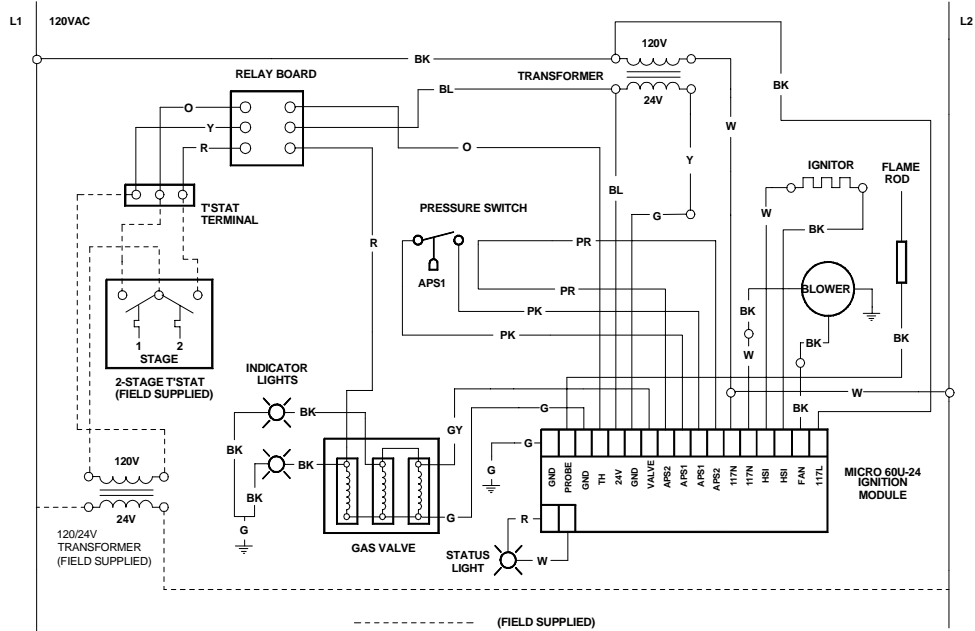 L1
120VAC
L2
120V
BK
RELAY BOARD
TRANSFORMER
24V
BK
BL
O
W
Y
R
O
Y
IGNITOR
FLAME
ROD
T'STAT
TERMINAL
PRESSURE SWITCH
BL
G
W
R
PR
BK
APS1
BLOWER
PR
PK
BK
BK
PK
BK
W
1
2
STAGE
2-STAGE T'STAT
(FIELD SUPPLIED)
INDICATOR
LIGHTS
W
BK
GY
G
BK
BK
BK
BK
G
G
GND
PROBE
GND
TH
24V
GND
VALVE
APS2
APS1
APS1
APS2
117N
117N
HSI
HSI
FAN
117L
MICRO 60U-24
IGNITION
MODULE
120V
24V
G
G
R
W
120/24V
TRANSFORMER
(FIELD SUPPLIED)
GAS VALVE
STATUS
LIGHT
(FIELD SUPPLIED)